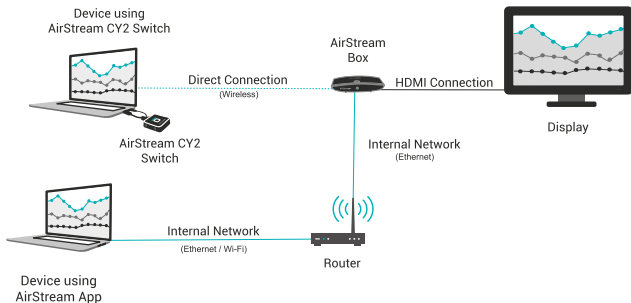 Device using
AirStream CY2 Switch
AirStream
Box
Direct Connection
(Wireless)
HDMI Connection
AirStream CY2
Switch
Display
Internal Network
(Ethernet)
Internal Network
(Ethernet / Wi-Fi)
Router
Device using
AirStream App